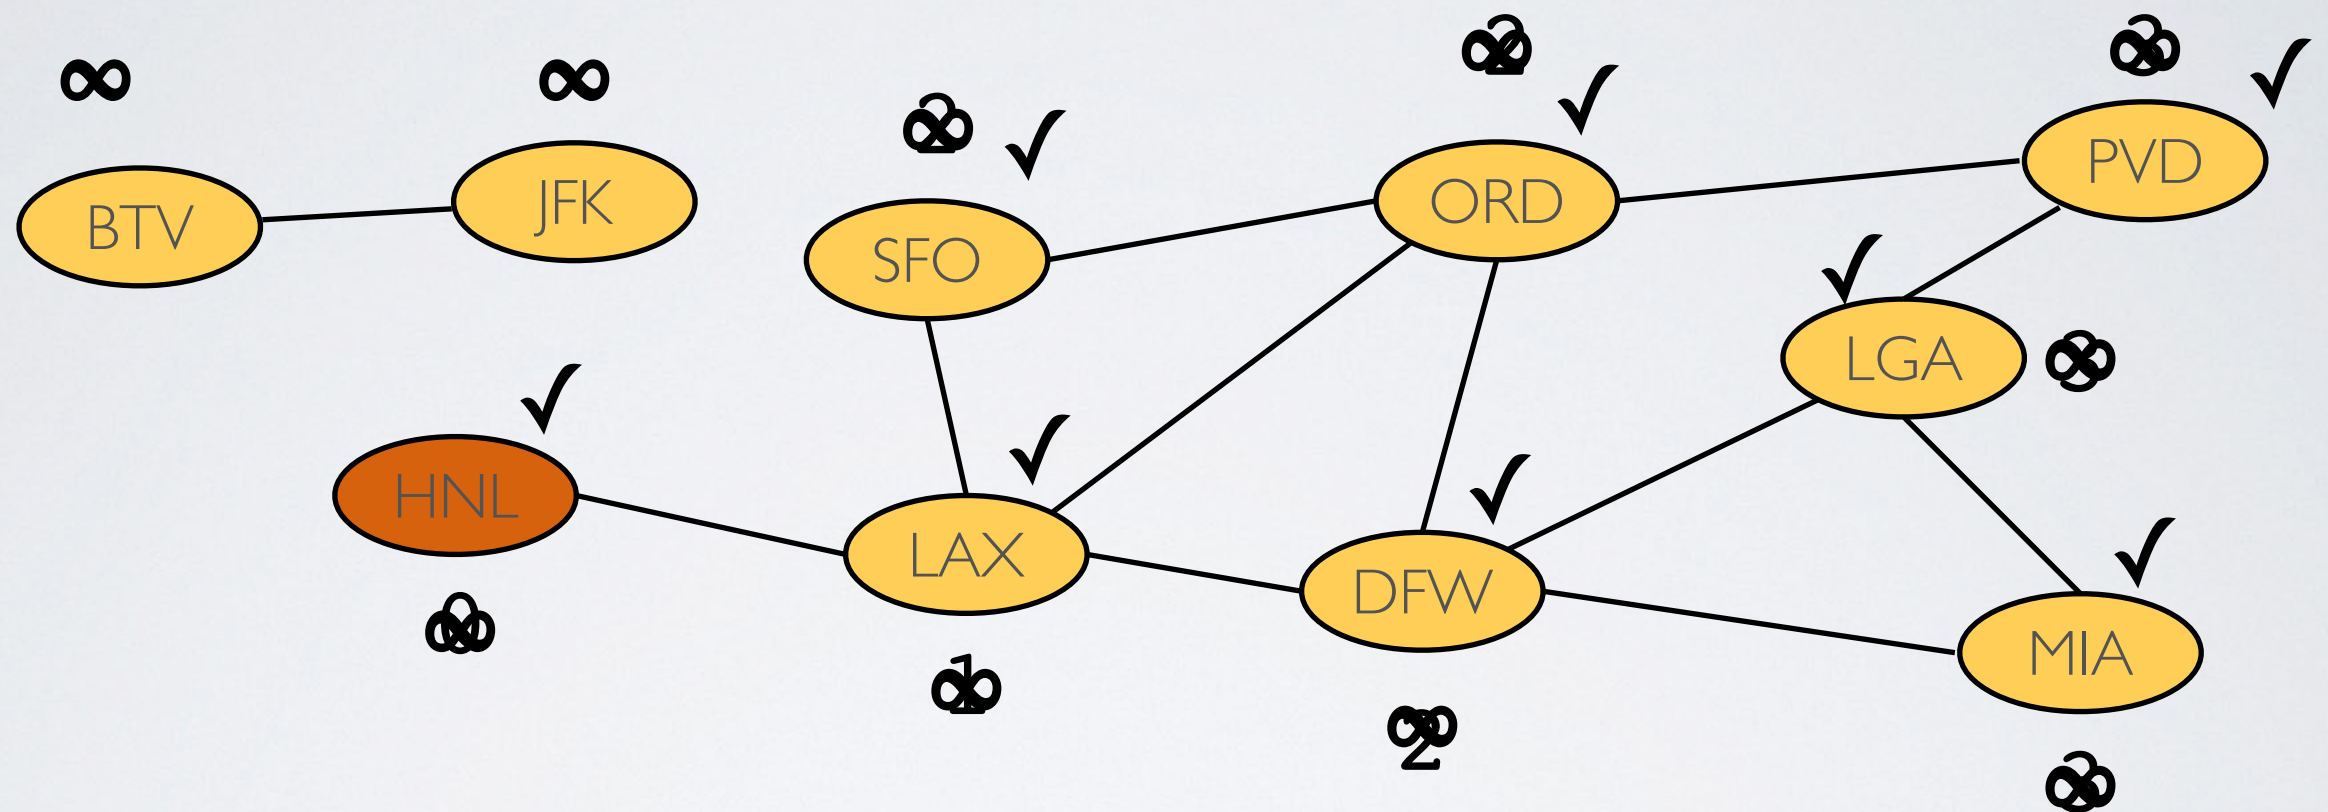 ∞
∞
✓
✓
✓
BTV
JFK
SFO
ORD
PVD
✓
LGA
✓
HNL
✓
LAX
✓
DFW
✓
MIA